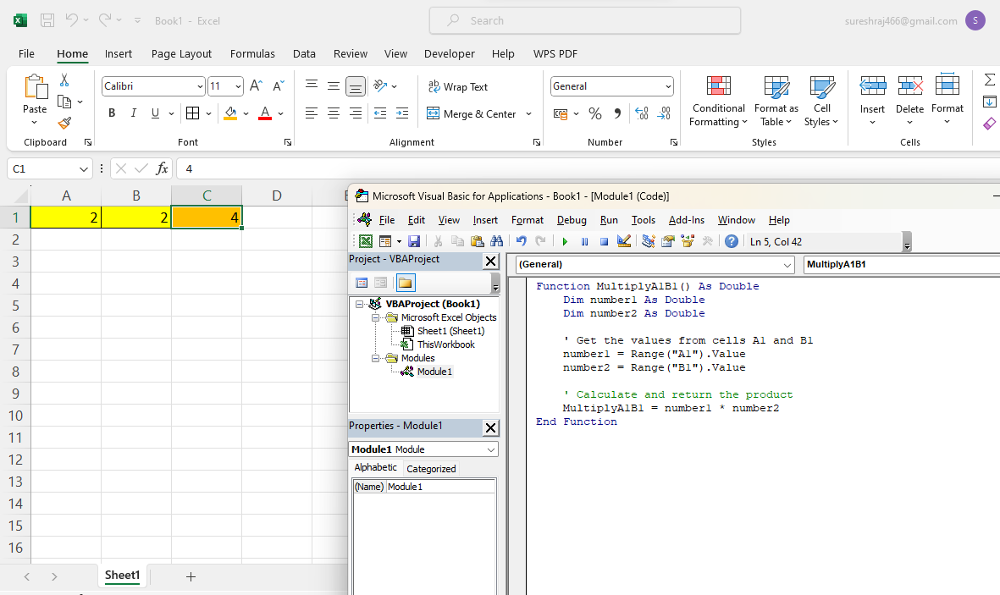 Book1 - Excel
Search
sureshraj466@gmail.com
S
File Home Insert Page Layout Formulas Data Review View Developer Help WPS PDF
Paste
Clipboard
Calibri 11
B I U A
Font
ab Wrap Text
Merge & Center
Alignment
General
%
Number
Conditional Formatting
Format as Table
Cell Styles
Styles
Insert Delete Format
Cells
C1 fx 4
A B C D E
1 2 2 4
2
3
4
5
6
7
8
9
10
11
12
13
14
15
16
Sheet1
Microsoft Visual Basic for Applications - Book1 - [Module1 (Code)]
File Edit View Insert Format Debug Run Tools Add-Ins Window Help
Ln 5, Col 42
Project - VBAProject
VBAProject (Book1)
Microsoft Excel Objects
Sheet1 (Sheet1)
ThisWorkbook
Modules
Module1
Properties - Module1
Module1 Module
Alphabetic Categorized
(Name) Module1
(General) MultiplyA1B1
Function MultiplyA1B1() As Double
Dim number1 As Double
Dim number2 As Double
' Get the values from cells A1 and B1
number1 = Range("A1").Value
number2 = Range("B1").Value
' Calculate and return the product
MultiplyA1B1 = number1 * number2
End Function